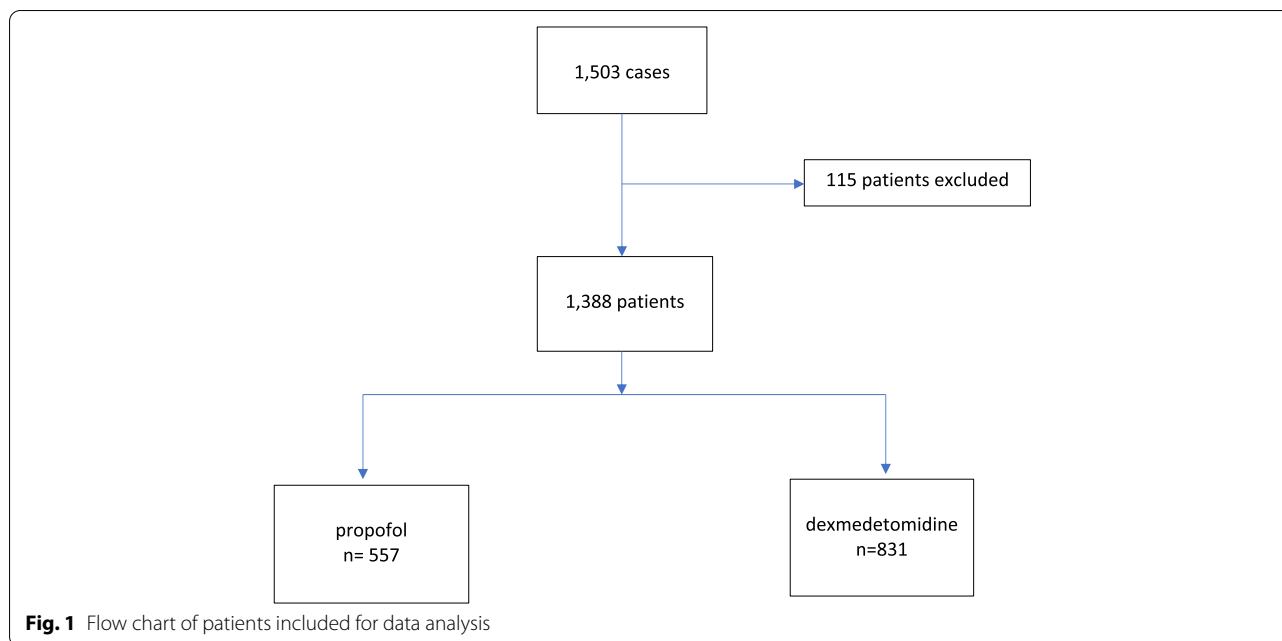 1,503 cases
115 patients excluded
1,388 patients
propofol
n= 557
dexmedetomidine
n=831
Fig. 1 Flow chart of patients included for data analysis